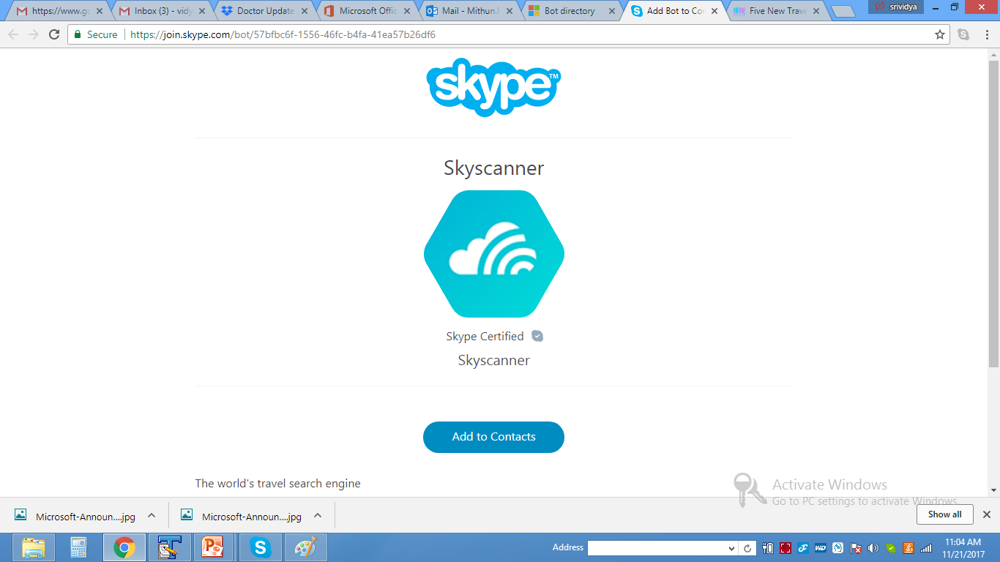 https://www.go
Inbox (3) - vidy
Doctor Update
Microsoft Offic
Mail - Mithun.
Bot directory
Add Bot to Co
Five New Trave
srividya
Secure
https://join.skype.com/bot/57bfbc6f-1556-46fc-b4fa-41ea57b26df6
skype™
Skyscanner
Skype Certified
Skyscanner
Add to Contacts
The world's travel search engine
Activate Windows
Go to PC settings to activate Windows.
Microsoft-Announ....jpg
Microsoft-Announ....jpg
Show all
Address
WD
11:04 AM
11/21/2017